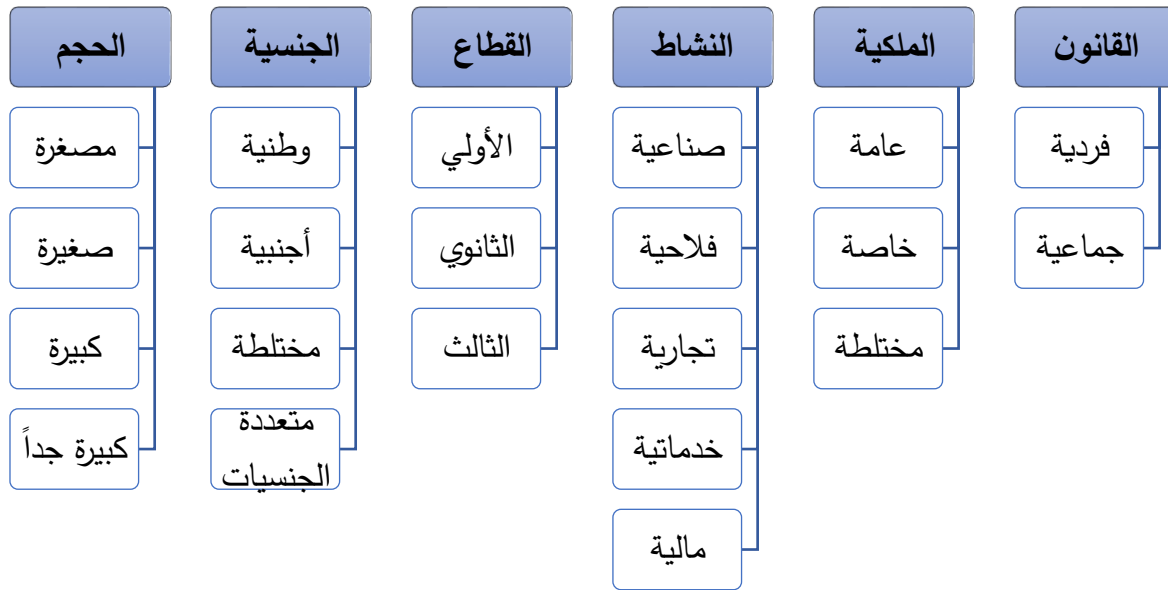 القانون
فردية
جماعية
الملكية
عامة
خاصة
مختلطة
النشاط
صناعية
فلاحية
تجارية
خدماتية
مالية
القطاع
الأولي
الثانوي
الثالث
الجنسية
وطنية
أجنبية
مختلطة
متعددة
الجنسيات
الحجم
مصغرة
صغيرة
كبيرة
كبيرة جداً